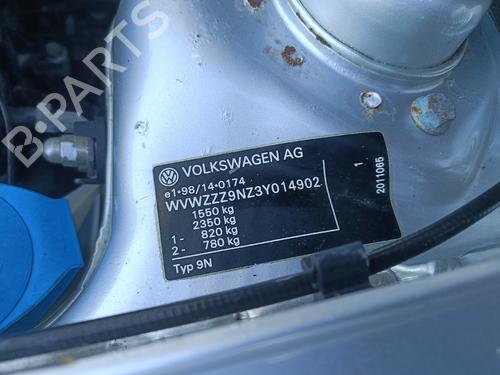 B-PARTS
VOLKSWAGEN AG
e1*98/14*0174
WVWZZZ9NZ3Y014902
1550 kg
2350 kg
1- 820 kg
2- 780 kg
Typ 9N
1
2011065